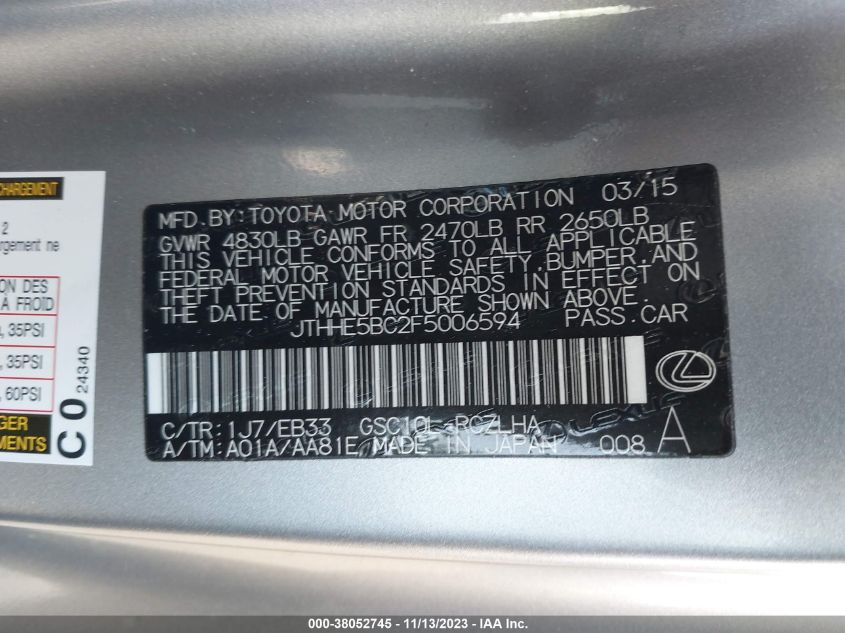 CHARGEMENT
2
rgement ne
ON DES
A FROID
, 35PSI
, 35PSI
, 60PSI
GER
EMENTS
C 0 24340
MFD. BY: TOYOTA MOTOR CORPORATION 03/15
GVWR 4830LB GAWR FR 2470LB RR 2650LB
THIS VEHICLE CONFORMS TO ALL APPLICABLE
FEDERAL MOTOR VEHICLE SAFETY, BUMPER, AND
THEFT PREVENTION STANDARDS IN EFFECT ON
THE DATE OF MANUFACTURE SHOWN ABOVE.
JTHHE5BC2F5006594 PASS. CAR
C/TR: 1J7/EB33 GSC10L-RCZLHA
A/TM: A01A/AA81E MADE IN JAPAN 008 A
000-38052745 - 11/13/2023 - IAA Inc.